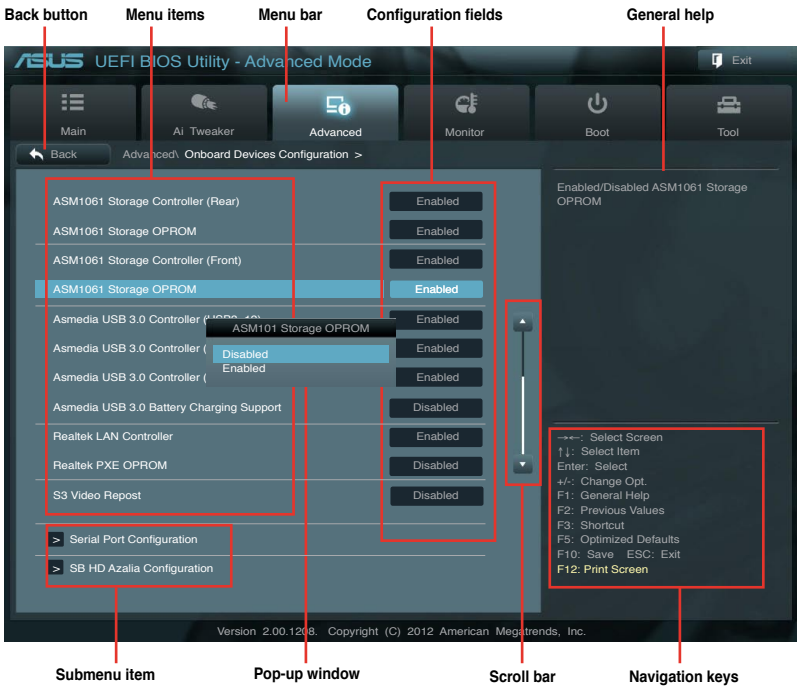 Back button Menu items Menu bar Configuration fields General help
ASUS UEFI BIOS Utility - Advanced Mode
Exit
Main Ai Tweaker Advanced Monitor Boot Tool
Back Advanced\ Onboard Devices Configuration >
ASM1061 Storage Controller (Rear) Enabled
ASM1061 Storage OPROM Enabled
ASM1061 Storage Controller (Front) Enabled
ASM1061 Storage OPROM Enabled
Asmedia USB 3.0 Controller ( Enabled
Asmedia USB 3.0 Controller ( Enabled
Asmedia USB 3.0 Controller ( Enabled
Asmedia USB 3.0 Battery Charging Support Disabled
Realtek LAN Controller Enabled
Realtek PXE OPROM Disabled
S3 Video Repost Disabled
> Serial Port Configuration
> SB HD Azalia Configuration
ASM101 Storage OPROM
Disabled
Enabled
Enabled/Disabled ASM1061 Storage
OPROM
→←: Select Screen
↑↓: Select Item
Enter: Select
+/-: Change Opt.
F1: General Help
F2: Previous Values
F3: Shortcut
F5: Optimized Defaults
F10: Save ESC: Exit
F12: Print Screen
Version 2.00.1208. Copyright (C) 2012 American Megatrends, Inc.
Submenu item Pop-up window Scroll bar Navigation keys